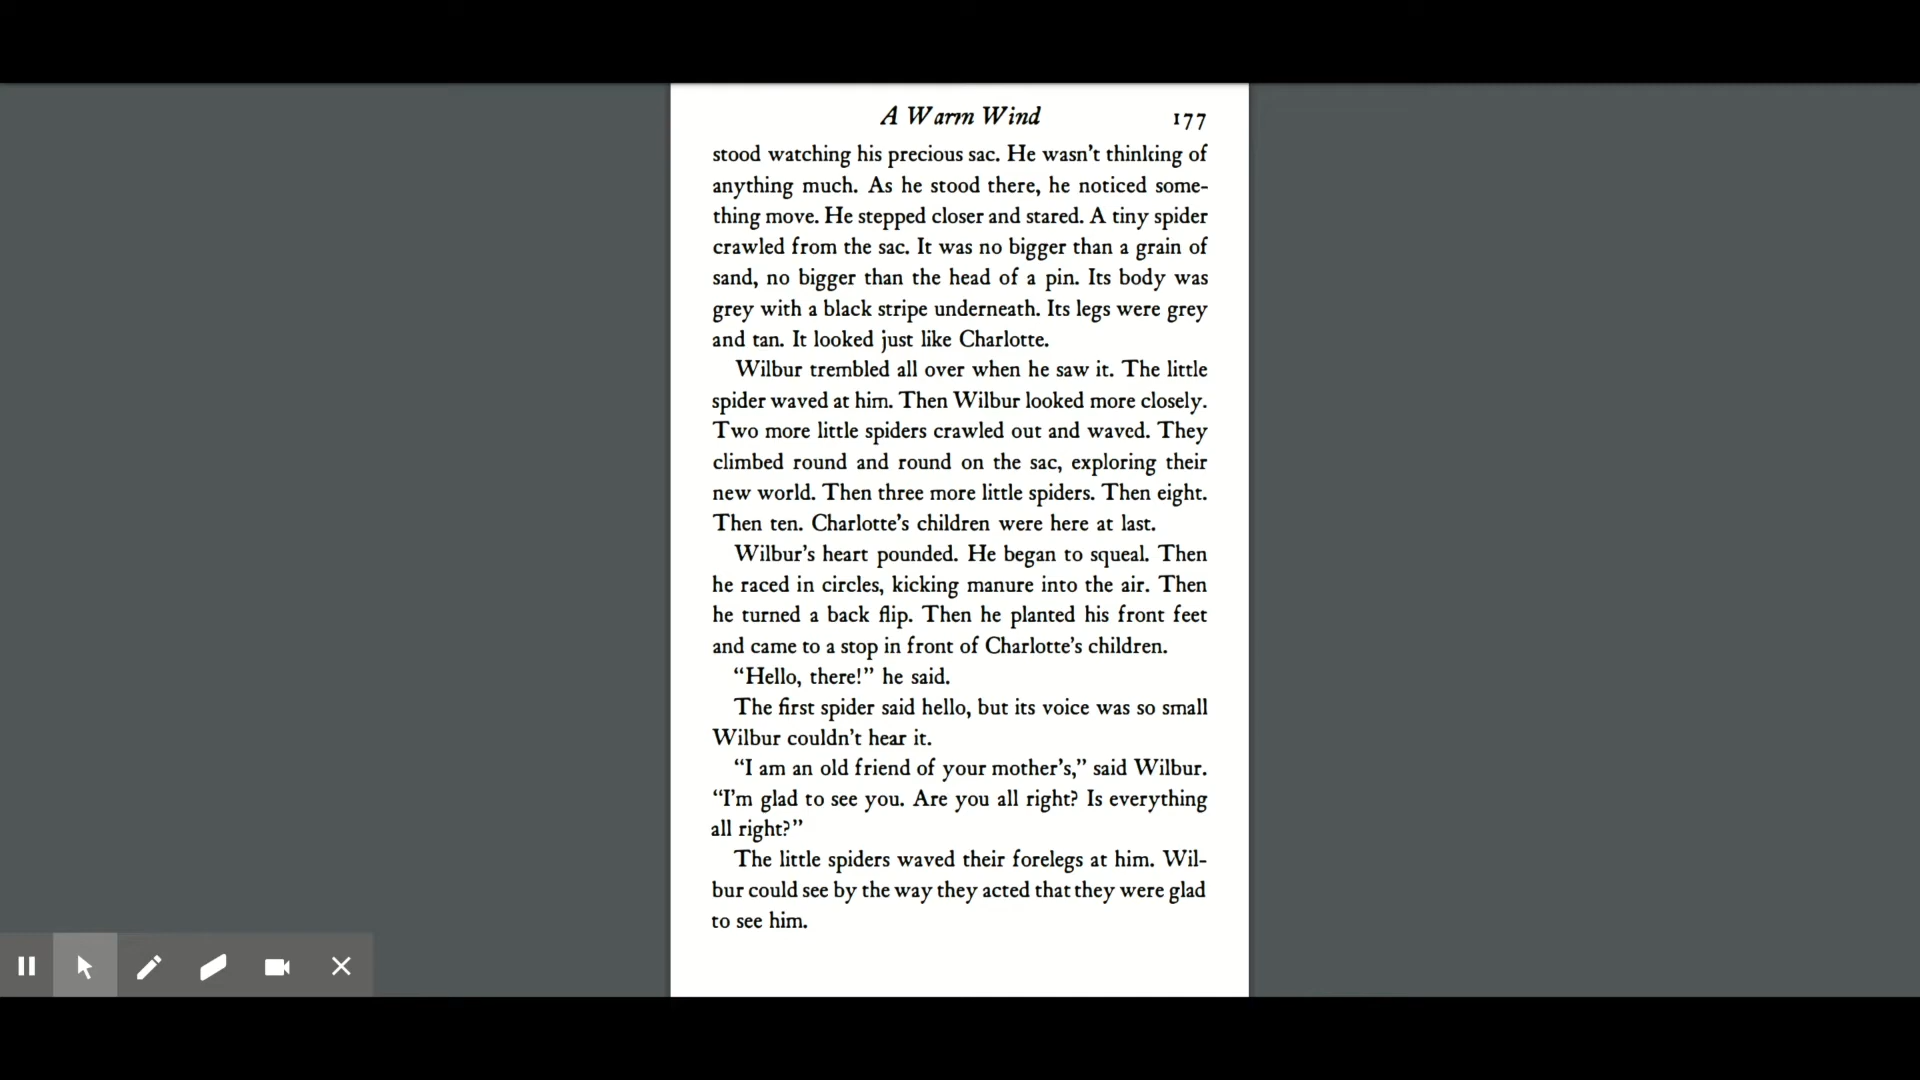 A Warm Wind 177
stood watching his precious sac. He wasn't thinking of
anything much. As he stood there, he noticed some-
thing move. He stepped closer and stared. A tiny spider
crawled from the sac. It was no bigger than a grain of
sand, no bigger than the head of a pin. Its body was
grey with a black stripe underneath. Its legs were grey
and tan. It looked just like Charlotte.
Wilbur trembled all over when he saw it. The little
spider waved at him. Then Wilbur looked more closely.
Two more little spiders crawled out and waved. They
climbed round and round on the sac, exploring their
new world. Then three more little spiders. Then eight.
Then ten. Charlotte's children were here at last.
Wilbur's heart pounded. He began to squeal. Then
he raced in circles, kicking manure into the air. Then
he turned a back flip. Then he planted his front feet
and came to a stop in front of Charlotte's children.
“Hello, there!” he said.
The first spider said hello, but its voice was so small
Wilbur couldn't hear it.
“I am an old friend of your mother's,” said Wilbur.
“I'm glad to see you. Are you all right? Is everything
all right?”
The little spiders waved their forelegs at him. Wil-
bur could see by the way they acted that they were glad
to see him.